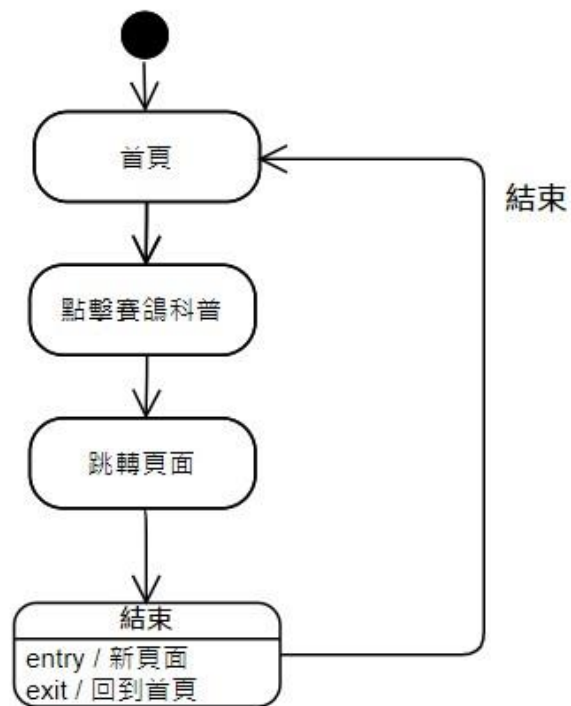 首頁
結束
點擊賽鴿科普
跳轉頁面
結束
entry / 新頁面
exit / 回到首頁